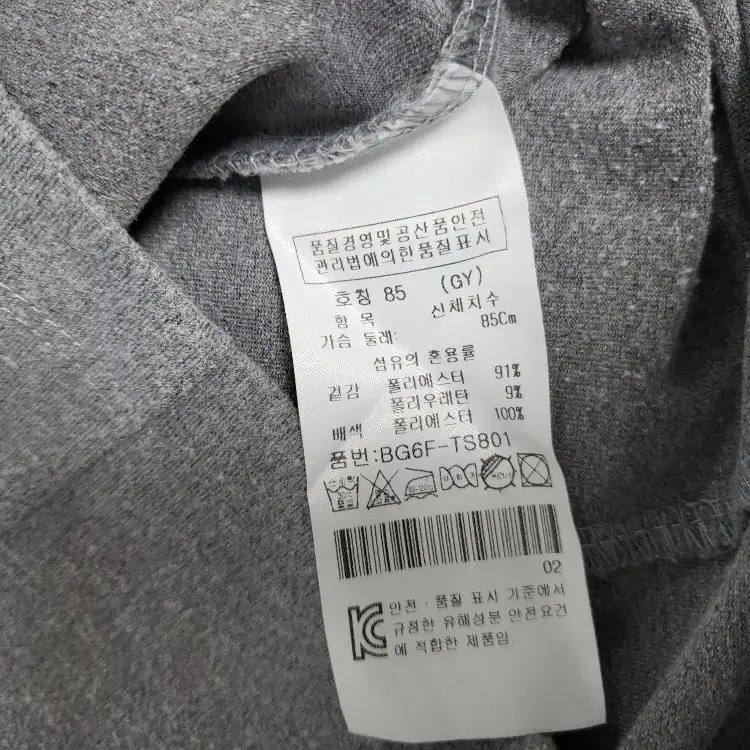 품질경영및공산품안전
관리법에의한품질표시
호칭 85 (GY)
항 목 신체치수
가슴 둘레: 85Cm
섬유의 혼용률
겉감 폴리에스터 91%
폴리우레탄 9%
배색 폴리에스터 100%
품번:BG6F-TS801
02
안전·품질 표시 기준에서
규정한 유해성분 안전요건
에 적합한 제품임.